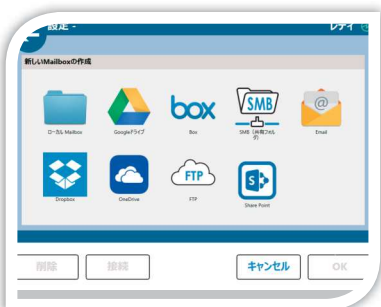 設定 -
レディ
新しいMailboxの作成
box
SMB
@
ローカル Mailbox
Googleドライブ
Box
SMB（共有フォルダ）
Email
FTP
S
Dropbox
OneDrive
FTP
Share Point
削除
接続
キャンセル
OK